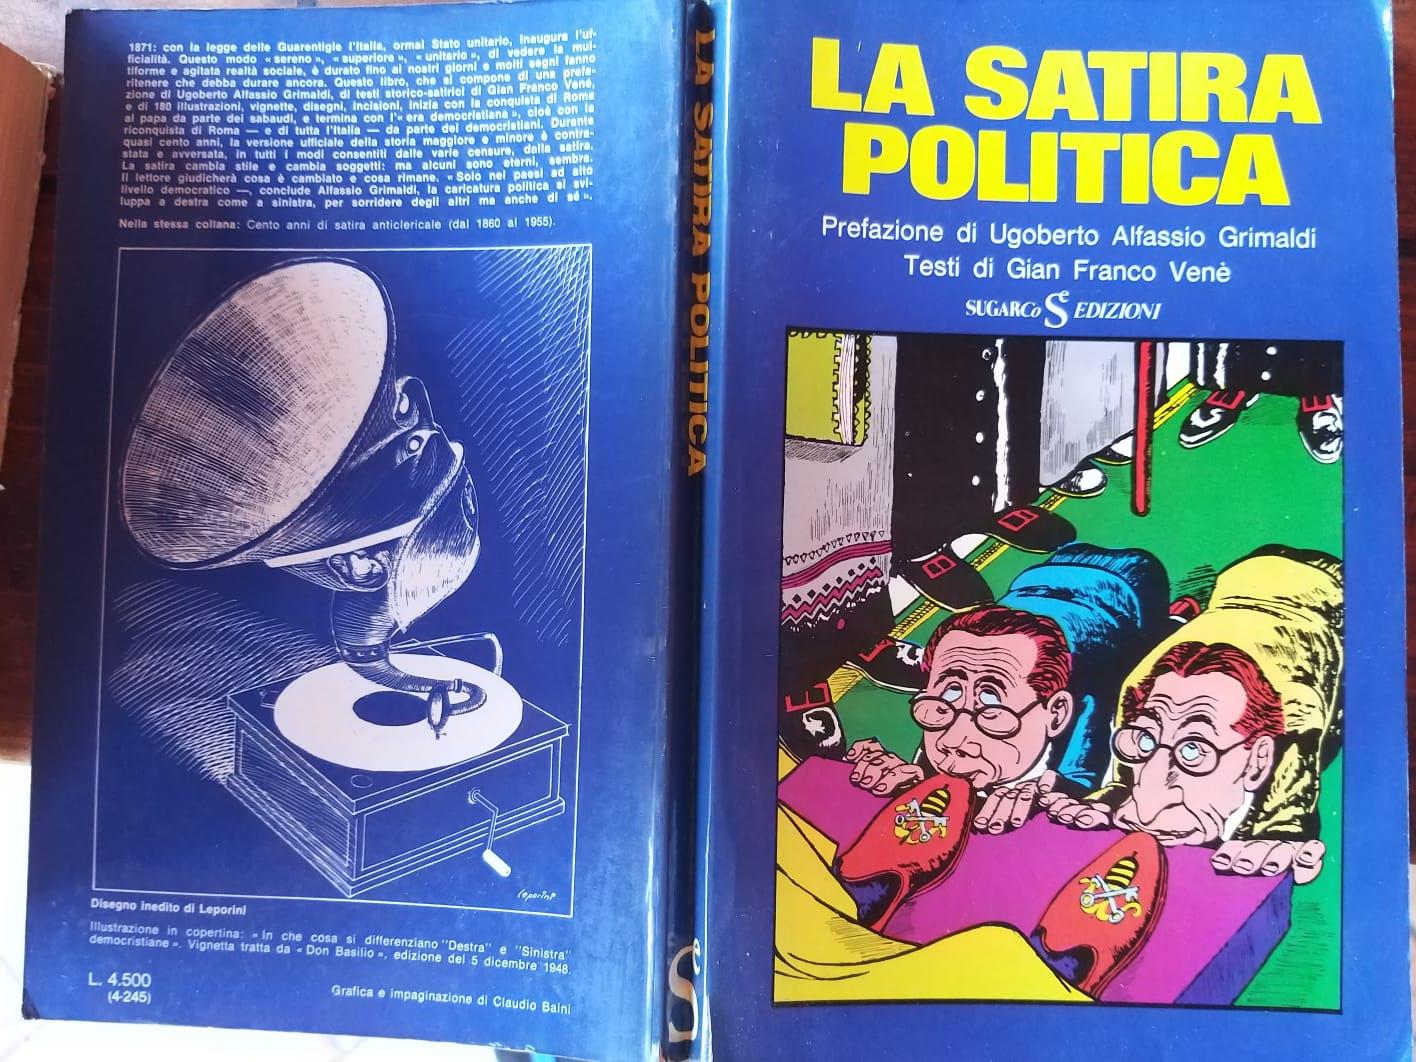 1871: con la legge delle Guarentigie l'Italia, ormai Stato unitario, inaugura l'uf-
ficialità. Questo modo «sereno», «superiore», «unitario», di vedere la mul-
tiforme e agitata realtà sociale, è durato fino ai nostri giorni e molti segni fanno
ritenere che debba durare ancora. Questo libro, che si compone di una prefa-
zione di Ugoberto Alfassio Grimaldi, di testi storico-satirici di Gian Franco Venè,
e di 180 illustrazioni, vignette, disegni, incisioni, inizia con la conquista di Roma
al papa da parte dei sabaudi, e termina con l'«era democristiana», cioè con la
riconquista di Roma — e di tutta l'Italia — da parte dei democristiani. Durante
quasi cento anni, la versione ufficiale della storia maggiore e minore è contra-
stata e avversata, in tutti i modi consentiti dalle varie censure, dalla satira.
La satira cambia stile e cambia soggetti: ma alcuni sono eterni, sembra.
Il lettore giudicherà cosa è cambiato e cosa rimane. «Solo nei paesi ad alto
livello democratico —, conclude Alfassio Grimaldi, la caricatura politica si svi-
luppa a destra come a sinistra, per sorridere degli altri ma anche di sé».
Nella stessa collana: Cento anni di satira anticlericale (dal 1860 al 1955).
Leporini
Disegno inedito di Leporini
Illustrazione in copertina: «In che cosa si differenziano "Destra" e "Sinistra"
democristiane». Vignetta tratta da «Don Basilio», edizione del 5 dicembre 1948.
L. 4.500
(4-245)
Grafica e impaginazione di Claudio Baini
LA SATIRA POLITICA
Se
LA SATIRA
POLITICA
Prefazione di Ugoberto Alfassio Grimaldi
Testi di Gian Franco Venè
SUGARCo Se EDIZIONI